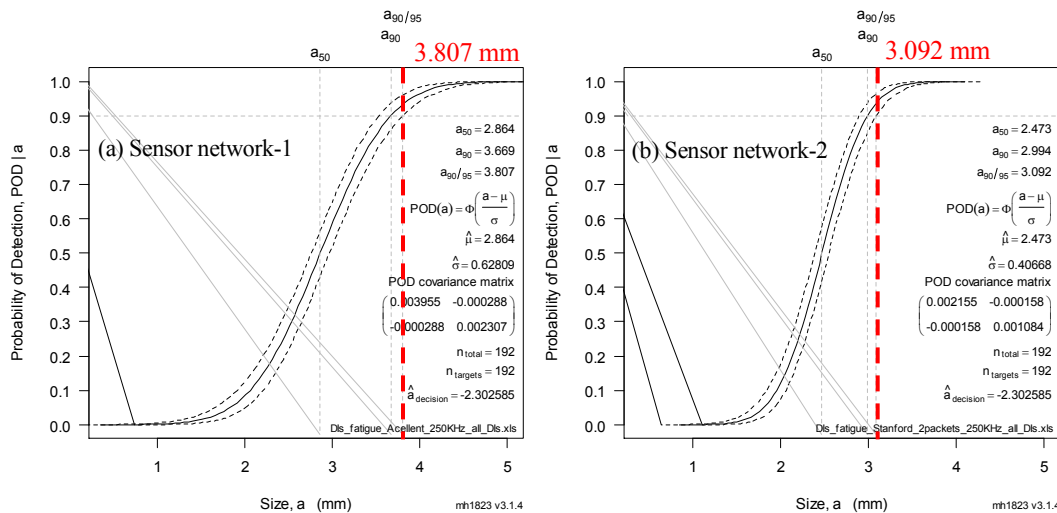 a90/95
a90
a50
3.807 mm
1.0
0.9
0.8
0.7
0.6
0.5
0.4
0.3
0.2
0.1
0.0
Probability of Detection, POD | a
(a) Sensor network-1
a50 = 2.864
a90 = 3.669
a90/95 = 3.807
POD(a) = Φ(a − μ / σ)
μ̂ = 2.864
σ̂ = 0.62809
POD covariance matrix
0.003955 -0.000288
-0.000288 0.002307
n total = 192
n targets = 192
â decision = -2.302585
DIs_fatigue_Acellent_250KHz_all_DIs.xls
1 2 3 4 5
Size, a (mm)
mh1823 v3.1.4
a90/95
a90
a50
3.092 mm
1.0
0.9
0.8
0.7
0.6
0.5
0.4
0.3
0.2
0.1
0.0
Probability of Detection, POD | a
(b) Sensor network-2
a50 = 2.473
a90 = 2.994
a90/95 = 3.092
POD(a) = Φ(a − μ / σ)
μ̂ = 2.473
σ̂ = 0.40668
POD covariance matrix
0.002155 -0.000158
-0.000158 0.001084
n total = 192
n targets = 192
â decision = -2.302585
DIs_fatigue_Stanford_2packets_250KHz_all_DIs.xls
1 2 3 4 5
Size, a (mm)
mh1823 v3.1.4